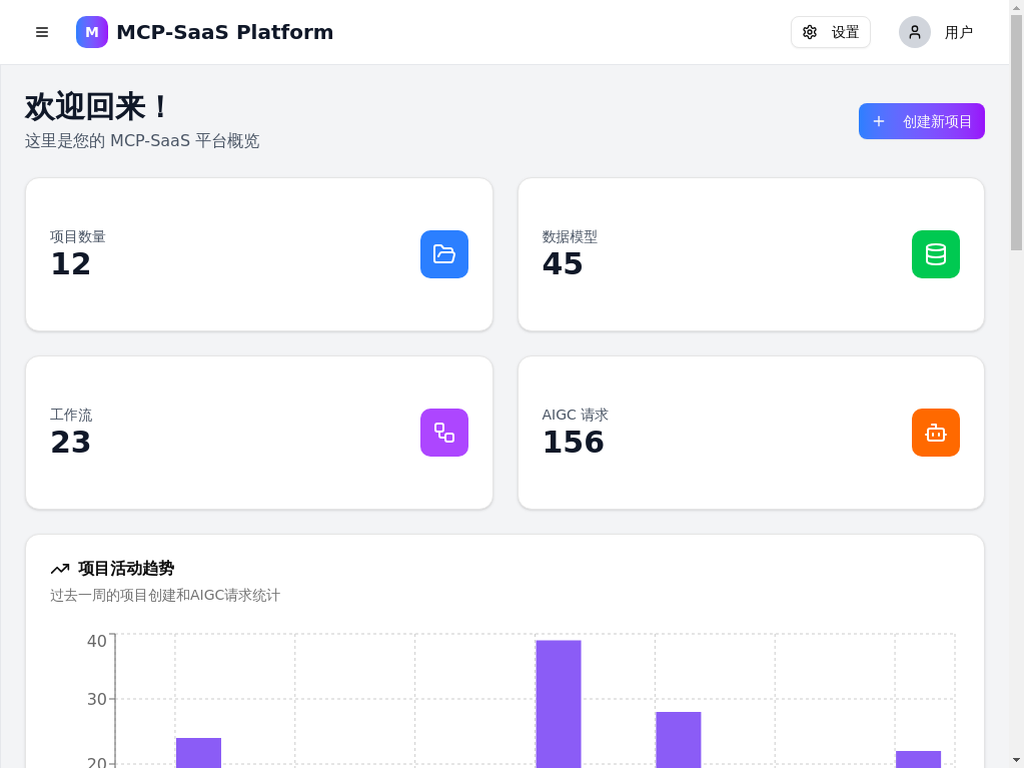 M MCP-SaaS Platform
设置
用户
欢迎回来！
这里是您的 MCP-SaaS 平台概览
创建新项目
项目数量
12
数据模型
45
工作流
23
AIGC 请求
156
项目活动趋势
过去一周的项目创建和AIGC请求统计
40
30
20